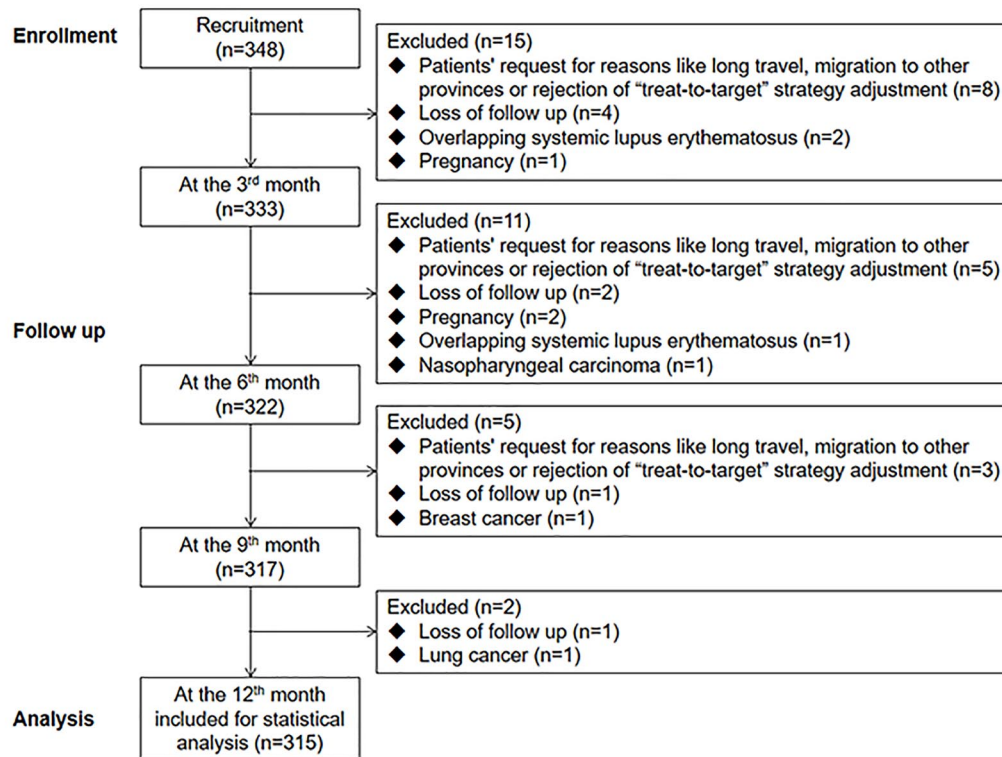 Enrollment
Recruitment
(n=348)
Excluded (n=15)
◆ Patients' request for reasons like long travel, migration to other
provinces or rejection of "treat-to-target" strategy adjustment (n=8)
◆ Loss of follow up (n=4)
◆ Overlapping systemic lupus erythematosus (n=2)
◆ Pregnancy (n=1)
At the 3rd month
(n=333)
Excluded (n=11)
◆ Patients' request for reasons like long travel, migration to other
provinces or rejection of "treat-to-target" strategy adjustment (n=5)
◆ Loss of follow up (n=2)
◆ Pregnancy (n=2)
◆ Overlapping systemic lupus erythematosus (n=1)
◆ Nasopharyngeal carcinoma (n=1)
Follow up
At the 6th month
(n=322)
Excluded (n=5)
◆ Patients' request for reasons like long travel, migration to other
provinces or rejection of "treat-to-target" strategy adjustment (n=3)
◆ Loss of follow up (n=1)
◆ Breast cancer (n=1)
At the 9th month
(n=317)
Excluded (n=2)
◆ Loss of follow up (n=1)
◆ Lung cancer (n=1)
Analysis
At the 12th month
included for statistical
analysis (n=315)